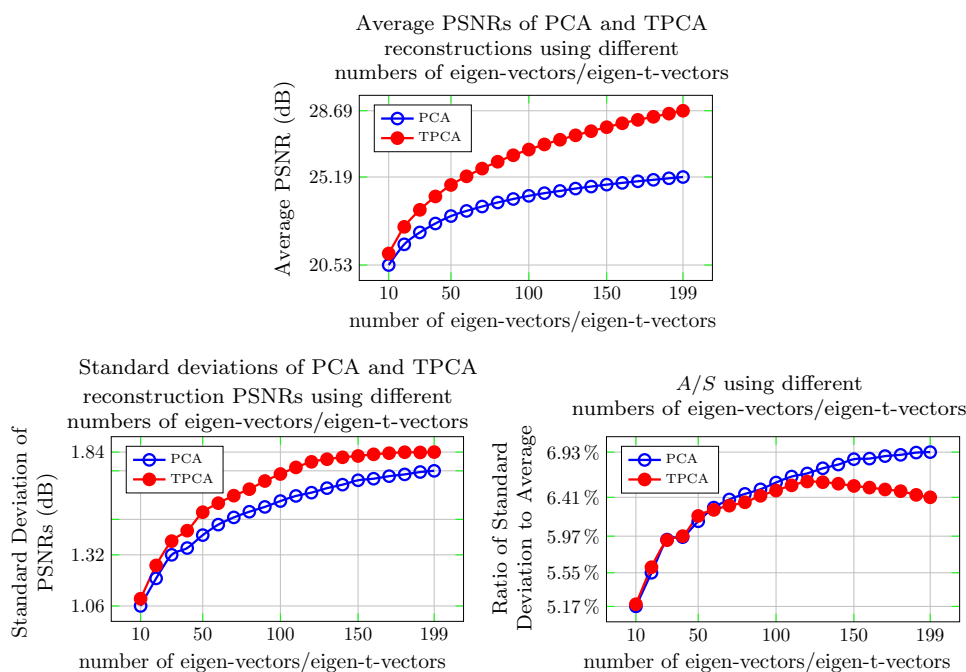 Average PSNRs of PCA and TPCA
reconstructions using different
numbers of eigen-vectors/eigen-t-vectors
Average PSNR (dB)
28.69
25.19
20.53
PCA
TPCA
10 50 100 150 199
number of eigen-vectors/eigen-t-vectors
Standard deviations of PCA and TPCA
reconstruction PSNRs using different
numbers of eigen-vectors/eigen-t-vectors
Standard Deviation of
PSNRs (dB)
1.84
1.32
1.06
PCA
TPCA
10 50 100 150 199
number of eigen-vectors/eigen-t-vectors
A/S using different
numbers of eigen-vectors/eigen-t-vectors
Ratio of Standard
Deviation to Average
6.93 %
6.41 %
5.97 %
5.55 %
5.17 %
PCA
TPCA
10 50 100 150 199
number of eigen-vectors/eigen-t-vectors